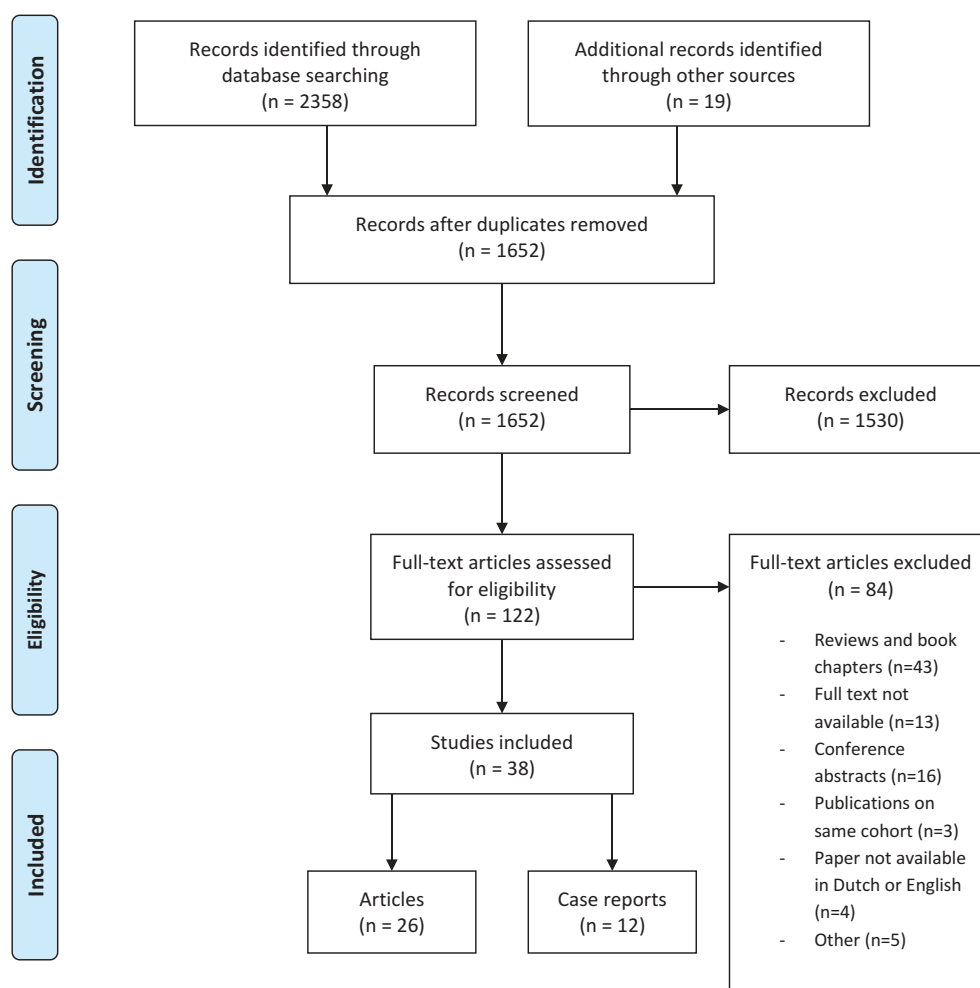 Identification
Records identified through
database searching
(n = 2358)
Additional records identified
through other sources
(n = 19)
Records after duplicates removed
(n = 1652)
Screening
Records screened
(n = 1652)
Records excluded
(n = 1530)
Eligibility
Full-text articles assessed
for eligibility
(n = 122)
Full-text articles excluded
(n = 84)
- Reviews and book
chapters (n=43)
- Full text not
available (n=13)
- Conference
abstracts (n=16)
- Publications on
same cohort (n=3)
- Paper not available
in Dutch or English
(n=4)
- Other (n=5)
Included
Studies included
(n = 38)
Articles
(n = 26)
Case reports
(n = 12)